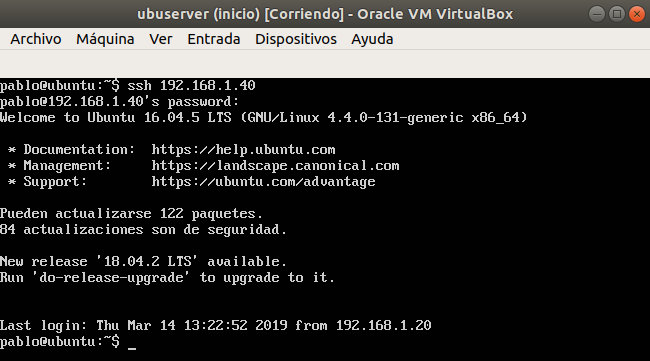 ubuserver (inicio) [Corriendo] - Oracle VM VirtualBox
Archivo Máquina Ver Entrada Dispositivos Ayuda
pablo@ubuntu:~$ ssh 192.168.1.40
pablo@192.168.1.40's password:
Welcome to Ubuntu 16.04.5 LTS (GNU/Linux 4.4.0-131-generic x86_64)
* Documentation: https://help.ubuntu.com
* Management: https://landscape.canonical.com
* Support: https://ubuntu.com/advantage
Pueden actualizarse 122 paquetes.
84 actualizaciones son de seguridad.
New release '18.04.2 LTS' available.
Run 'do-release-upgrade' to upgrade to it.
Last login: Thu Mar 14 13:22:52 2019 from 192.168.1.20
pablo@ubuntu:~$ _